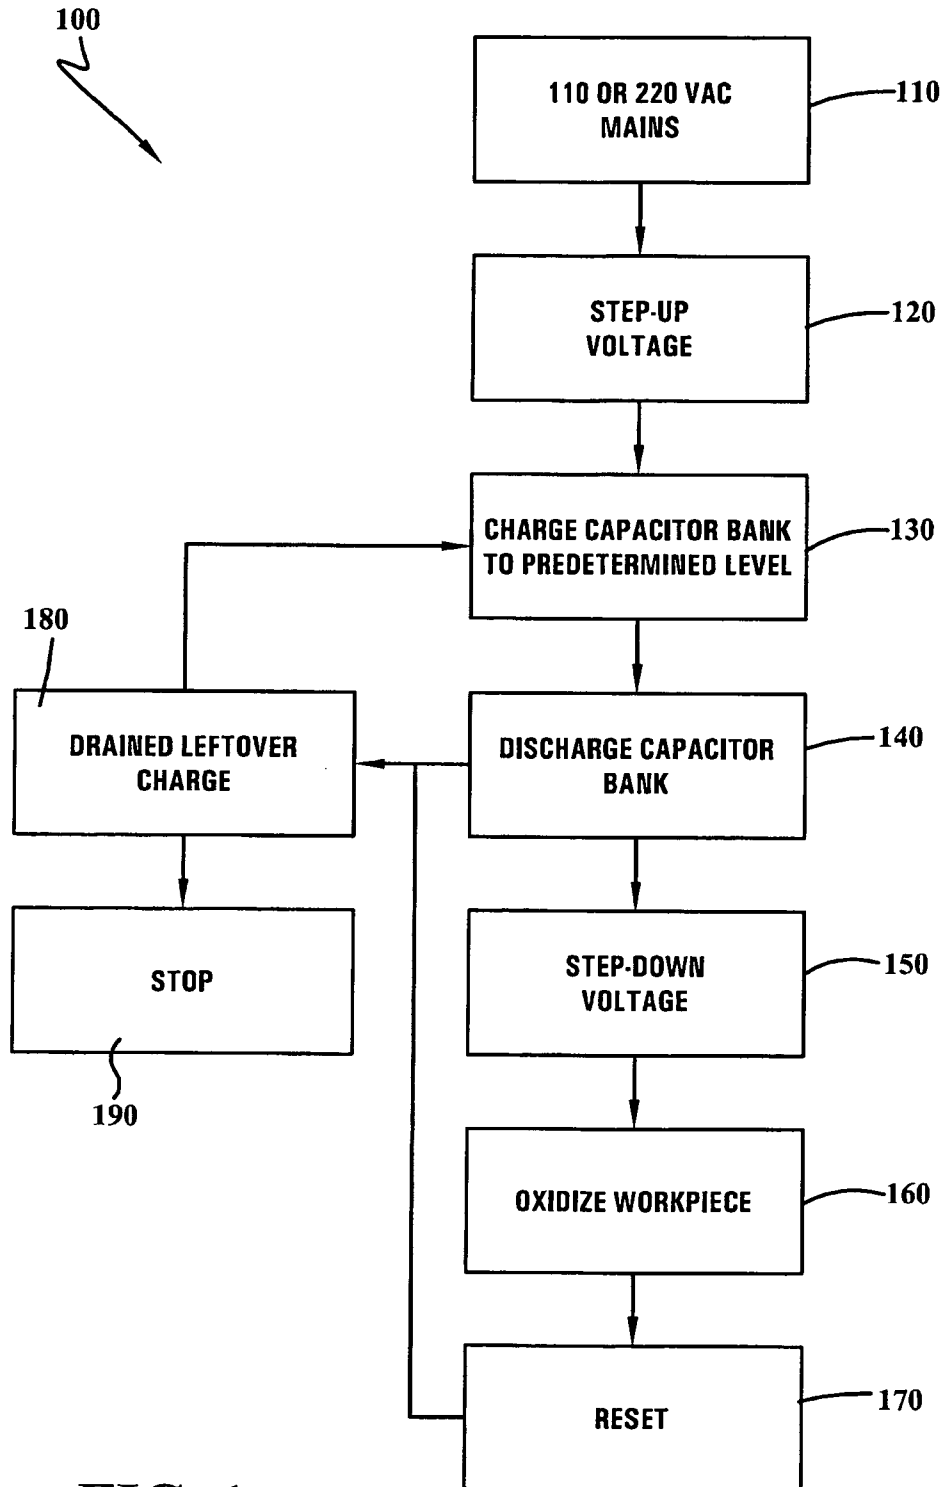 100
110 OR 220 VAC
MAINS
110
STEP-UP
VOLTAGE
120
CHARGE CAPACITOR BANK
TO PREDETERMINED LEVEL
130
180
DRAINED LEFTOVER
CHARGE
DISCHARGE CAPACITOR
BANK
140
STOP
190
STEP-DOWN
VOLTAGE
150
OXIDIZE WORKPIECE
160
RESET
170